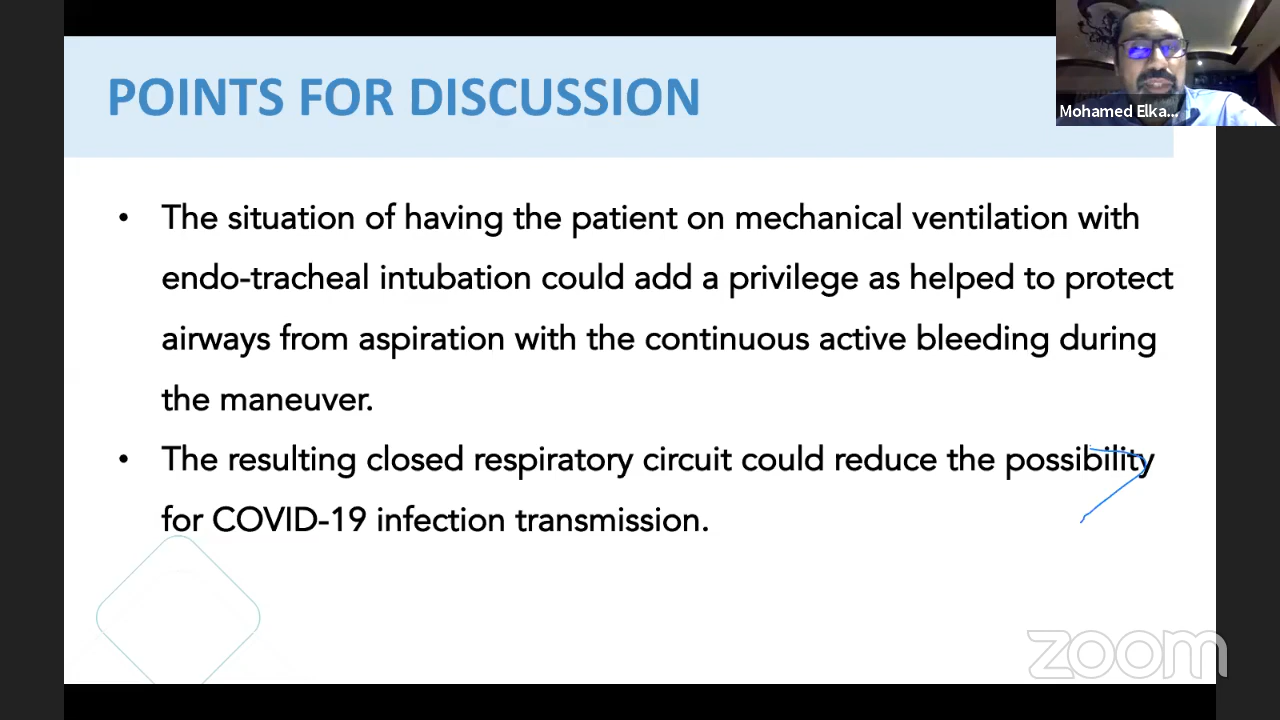 POINTS FOR DISCUSSION
Mohamed Elka...
• The situation of having the patient on mechanical ventilation with
endo-tracheal intubation could add a privilege as helped to protect
airways from aspiration with the continuous active bleeding during
the maneuver.
• The resulting closed respiratory circuit could reduce the possibility
for COVID-19 infection transmission.
zoom